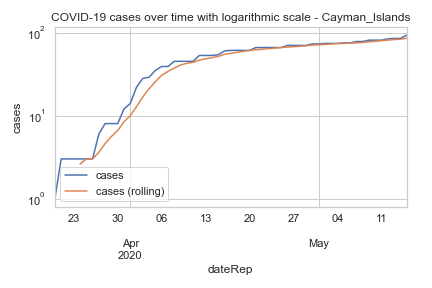 COVID-19 cases over time with logarithmic scale - Cayman_Islands
10²
10¹
10⁰
cases
cases
cases (rolling)
23 30 06 13 20 27 04 11
Apr May
2020
dateRep